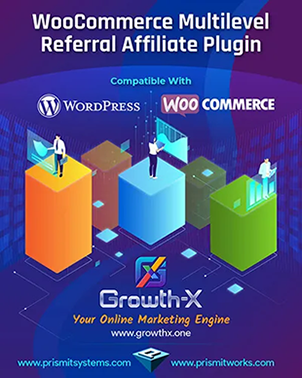 WooCommerce Multilevel
Referral Affiliate Plugin
Compatible With
WORDPRESS
WOO COMMERCE
Growth-X
Your Online Marketing Engine
www.growthx.one
www.prismitsystems.com
www.prismitworks.com